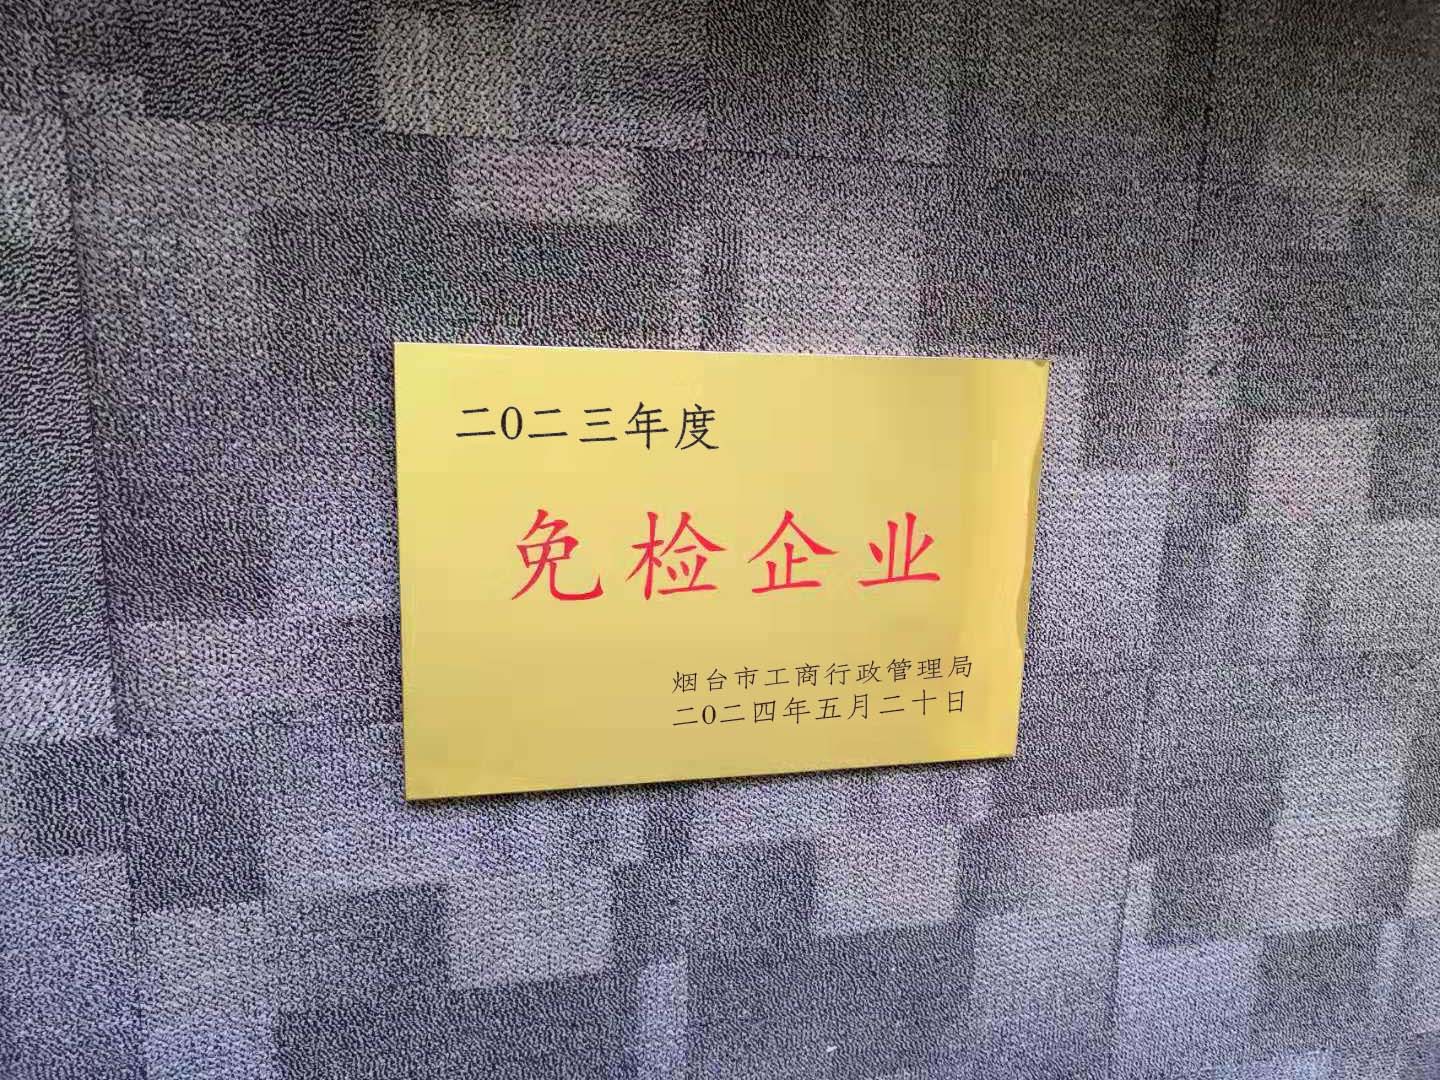 二0二三年度
免检企业
烟台市工商行政管理局
二0二四年五月二十日